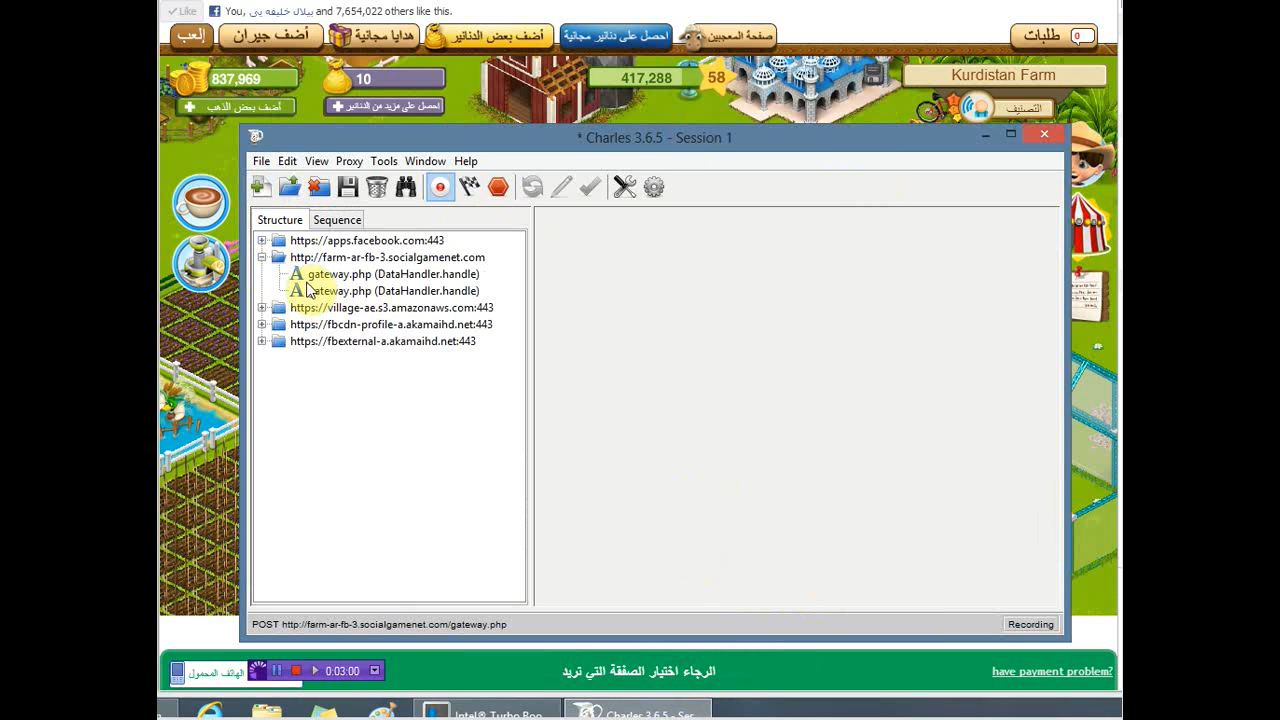 Like
You, بيلال خليفه يى and 7,654,022 others like this.
إلعب
أضف جيران
هدايا مجانية
أضف بعض الدنانير
احصل على دنانير مجانية
صفحة المعجبين
طلبات
0
837,969
10
417,288
58
Kurdistan Farm
أضف بعض الذهب
احصل على مزيد من الدنانير
التصنيف
* Charles 3.6.5 - Session 1
File Edit View Proxy Tools Window Help
Structure Sequence
https://apps.facebook.com:443
http://farm-ar-fb-3.socialgamenet.com
gateway.php (DataHandler.handle)
gateway.php (DataHandler.handle)
https://village-ae.s3.amazonaws.com:443
https://fbcdn-profile-a.akamaihd.net:443
https://fbexternal-a.akamaihd.net:443
POST http://farm-ar-fb-3.socialgamenet.com/gateway.php
Recording
الهاتف المحمول
0:03:00
الرجاء اختيار الصفقة التي تريد
have payment problem?
Intel® Turbo Boo...
Charles 3.6.5 - Ses...